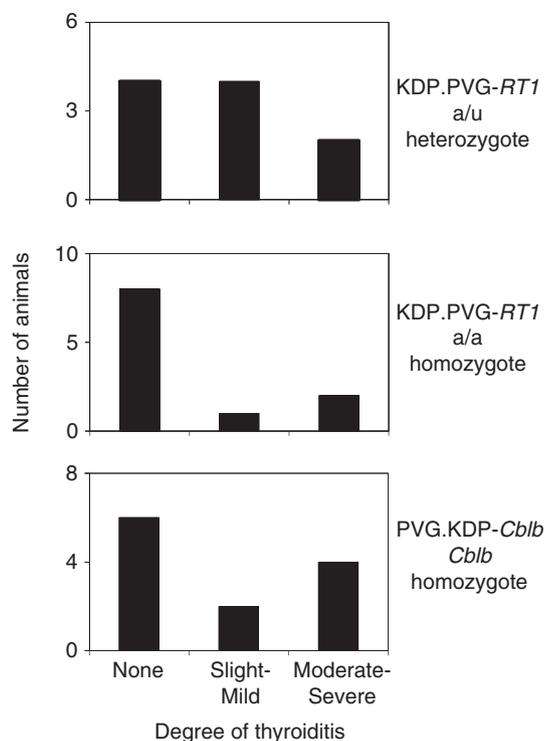 6
3
0
KDP.PVG-RT1
a/u
heterozygote
Number of animals
10
5
0
KDP.PVG-RT1
a/a
homozygote
8
4
0
PVG.KDP-Cblb
Cblb
homozygote
None
Slight-
Mild
Moderate-
Severe
Degree of thyroiditis